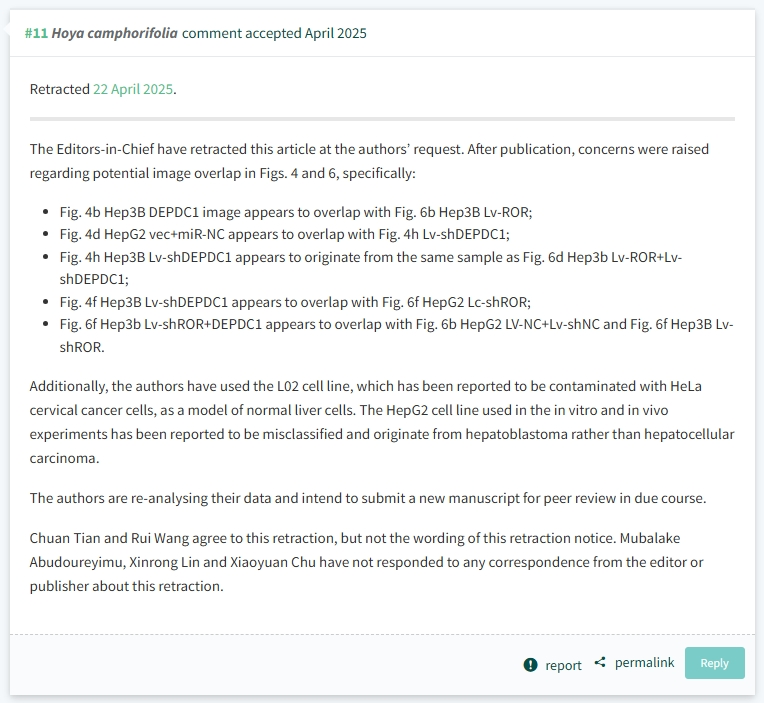 #11 Hoya camphorifolia comment accepted April 2025
Retracted 22 April 2025.
The Editors-in-Chief have retracted this article at the authors’ request. After publication, concerns were raised
regarding potential image overlap in Figs. 4 and 6, specifically:
• Fig. 4b Hep3B DEPDC1 image appears to overlap with Fig. 6b Hep3B Lv-ROR;
• Fig. 4d HepG2 vec+miR-NC appears to overlap with Fig. 4h Lv-shDEPDC1;
• Fig. 4h Hep3B Lv-shDEPDC1 appears to originate from the same sample as Fig. 6d Hep3b Lv-ROR+Lv-
shDEPDC1;
• Fig. 4f Hep3B Lv-shDEPDC1 appears to overlap with Fig. 6f HepG2 Lc-shROR;
• Fig. 6f Hep3b Lv-shROR+DEPDC1 appears to overlap with Fig. 6b HepG2 LV-NC+Lv-shNC and Fig. 6f Hep3B Lv-
shROR.
Additionally, the authors have used the L02 cell line, which has been reported to be contaminated with HeLa
cervical cancer cells, as a model of normal liver cells. The HepG2 cell line used in the in vitro and in vivo
experiments has been reported to be misclassified and originate from hepatoblastoma rather than hepatocellular
carcinoma.
The authors are re-analysing their data and intend to submit a new manuscript for peer review in due course.
Chuan Tian and Rui Wang agree to this retraction, but not the wording of this retraction notice. Mubalake
Abudoureyimu, Xinrong Lin and Xiaoyuan Chu have not responded to any correspondence from the editor or
publisher about this retraction.
report permalink Reply